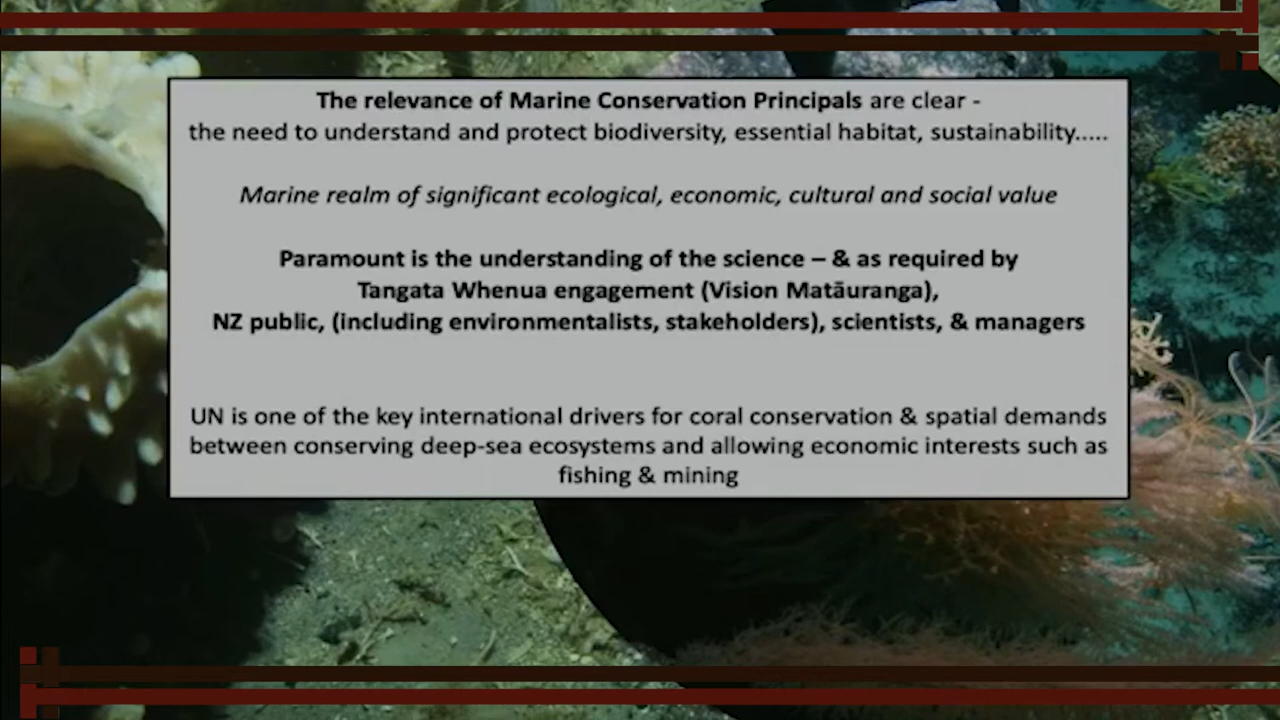 The relevance of Marine Conservation Principals are clear -
the need to understand and protect biodiversity, essential habitat, sustainability.....
Marine realm of significant ecological, economic, cultural and social value
Paramount is the understanding of the science – & as required by
Tangata Whenua engagement (Vision Matāuranga),
NZ public, (including environmentalists, stakeholders), scientists, & managers
UN is one of the key international drivers for coral conservation & spatial demands
between conserving deep-sea ecosystems and allowing economic interests such as
fishing & mining